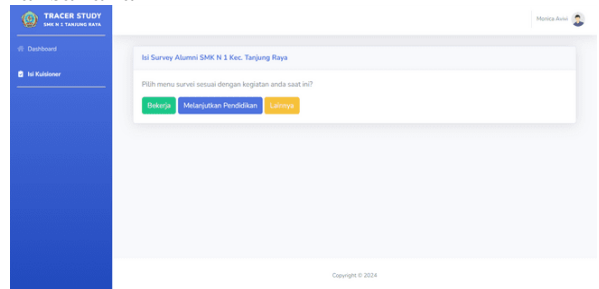 TRACER STUDY
SMK N 1 TANJUNG RAYA
Monica Avivi
Dashboard
Isi Kuisioner
Isi Survey Alumni SMK N 1 Kec. Tanjung Raya
Pilih menu survei sesuai dengan kegiatan anda saat ini?
Bekerja Melanjutkan Pendidikan Lainnya
Copyright © 2024